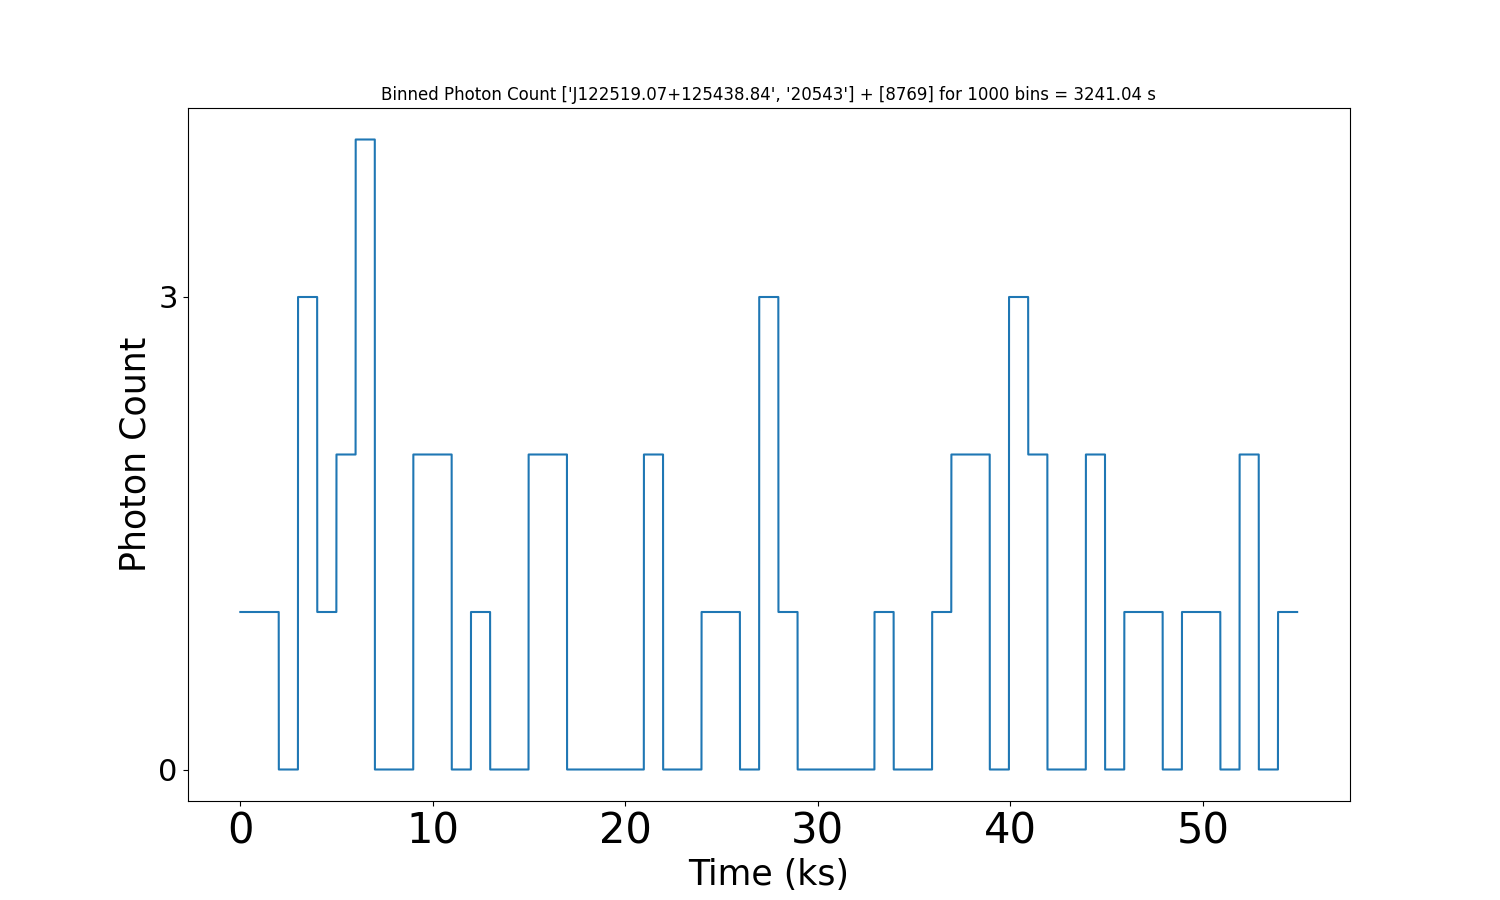 Binned Photon Count ['J122519.07+125438.84', '20543'] + [8769] for 1000 bins = 3241.04 s
Photon Count
3
0
0 10 20 30 40 50
Time (ks)